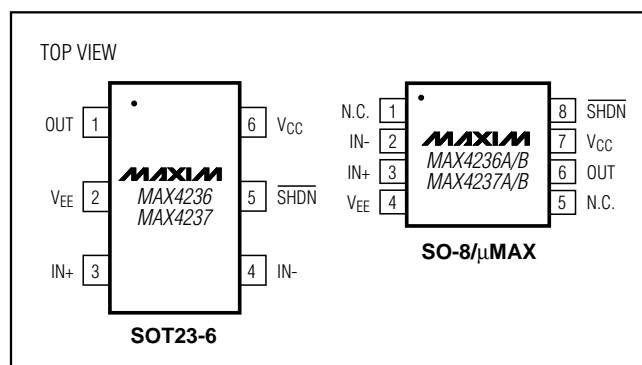 TOP VIEW
OUT 1
6 VCC
MAXIM
MAX4236
MAX4237
VEE 2
5 SHDN
IN+ 3
4 IN-
SOT23-6
N.C. 1
8 SHDN
IN- 2
7 VCC
MAXIM
MAX4236A/B
MAX4237A/B
IN+ 3
6 OUT
VEE 4
5 N.C.
SO-8/μMAX